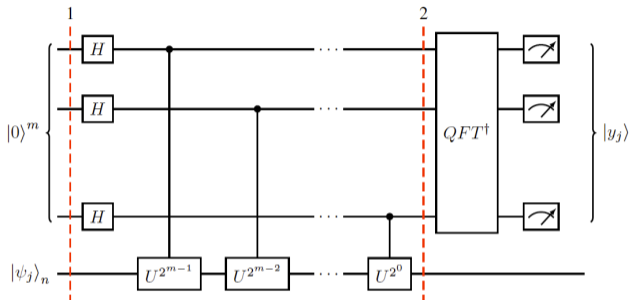 1 2
H ···
H ···
|0⟩^m QFT† |y_j⟩
H ···
|ψ_j⟩_n U^{2^{m−1}} U^{2^{m−2}} ··· U^{2^0}